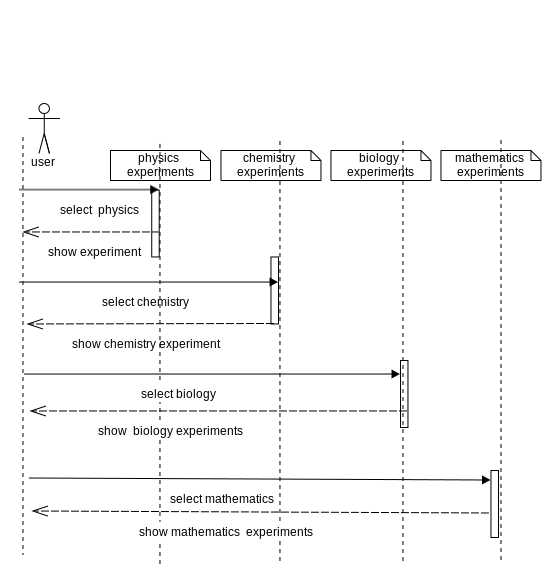 user
physics
experiments
chemistry
experiments
biology
experiments
mathematics
experiments
select  physics
show experiment
select chemistry
show chemistry experiment
select biology
show  biology experiments
select mathematics
show mathematics  experiments